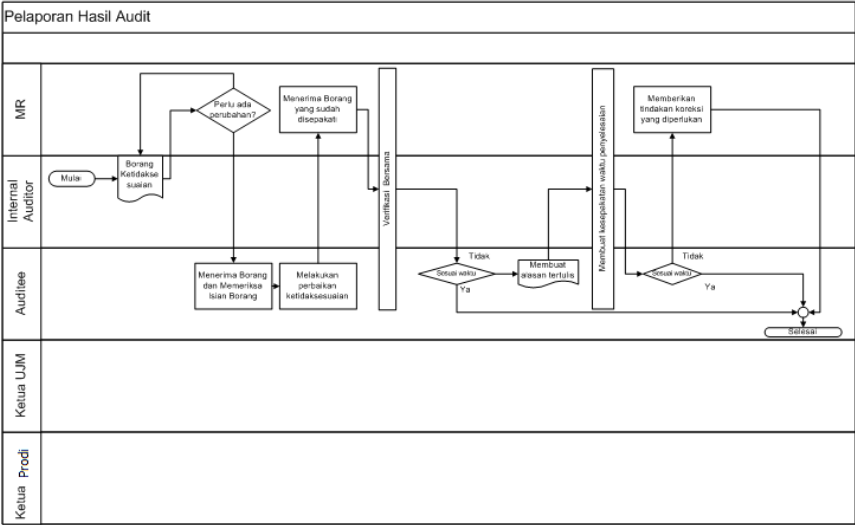 Pelaporan Hasil Audit
MR
Perlu ada
perubahan?
Menerima Borang
yang sudah
disepakati
Memberikan
tindakan koreksi
yang diperlukan
Internal
Auditor
Mulai
Borang
Ketidakse
suaian
Verifikasi Bersama
Membuat kesepakatan waktu penyelesaian
Auditee
Menerima Borang
dan Memeriksa
Isian Borang
Melakukan
perbaikan
ketidaksesuaian
Sesuai waktu
Tidak
Ya
Membuat
alasan tertulis
Sesuai waktu
Tidak
Ya
Selesai
Ketua UJM
Ketua Prodi